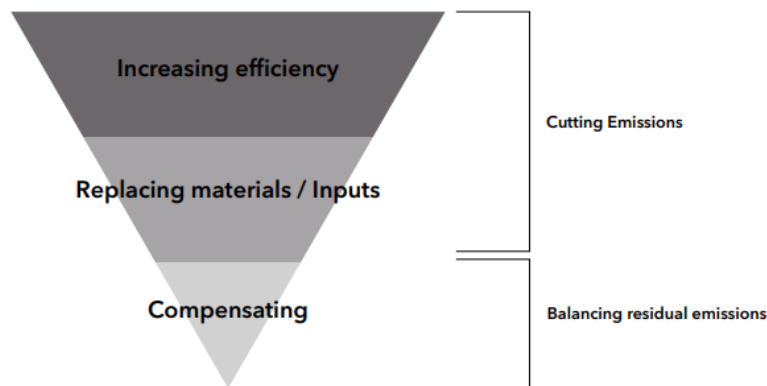 Increasing efficiency
Cutting Emissions
Replacing materials / Inputs
Compensating
Balancing residual emissions